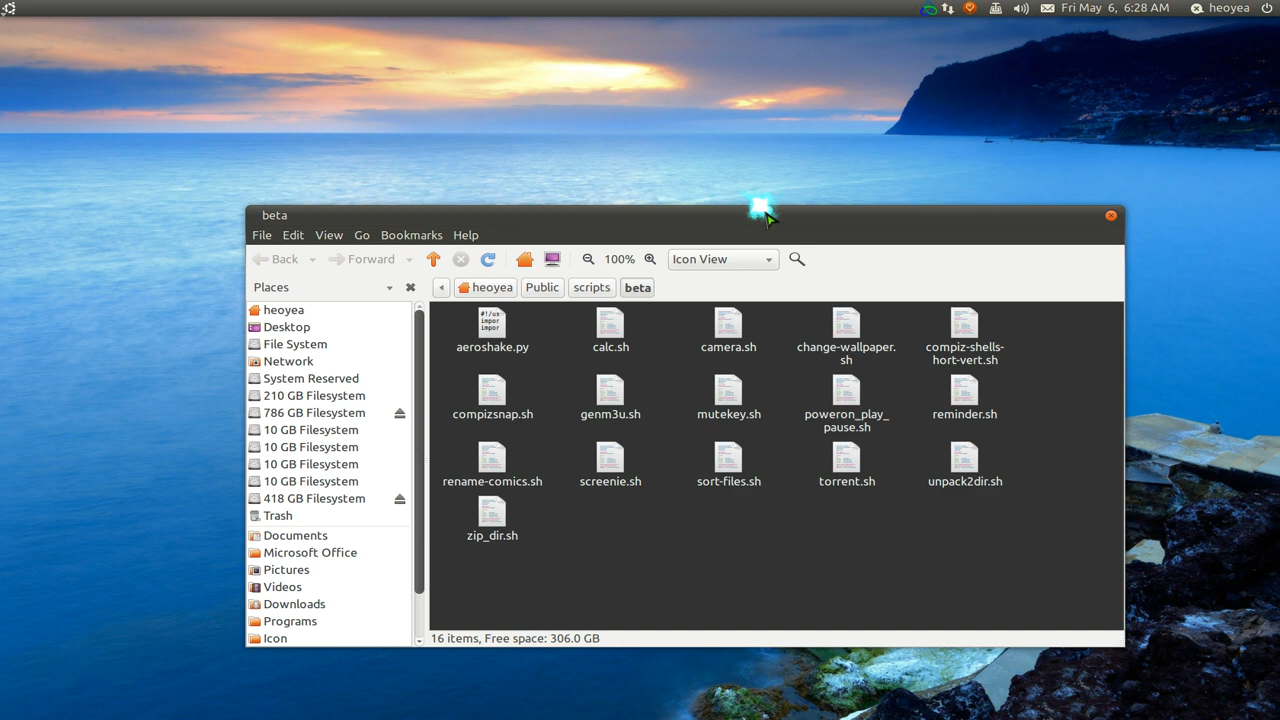 Fri May 6, 6:28 AM heoyea
beta
File Edit View Go Bookmarks Help
Back Forward 100% Icon View
Places heoyea Public scripts beta
heoyea
Desktop
File System
Network
System Reserved
210 GB Filesystem
786 GB Filesystem
10 GB Filesystem
10 GB Filesystem
10 GB Filesystem
10 GB Filesystem
418 GB Filesystem
Trash
Documents
Microsoft Office
Pictures
Videos
Downloads
Programs
Icon
#!/us
impor
impor
aeroshake.py calc.sh camera.sh change-wallpaper. compiz-shells-
sh hort-vert.sh
compizsnap.sh genm3u.sh mutekey.sh poweron_play_ reminder.sh
pause.sh
rename-comics.sh screenie.sh sort-files.sh torrent.sh unpack2dir.sh
zip_dir.sh
16 items, Free space: 306.0 GB